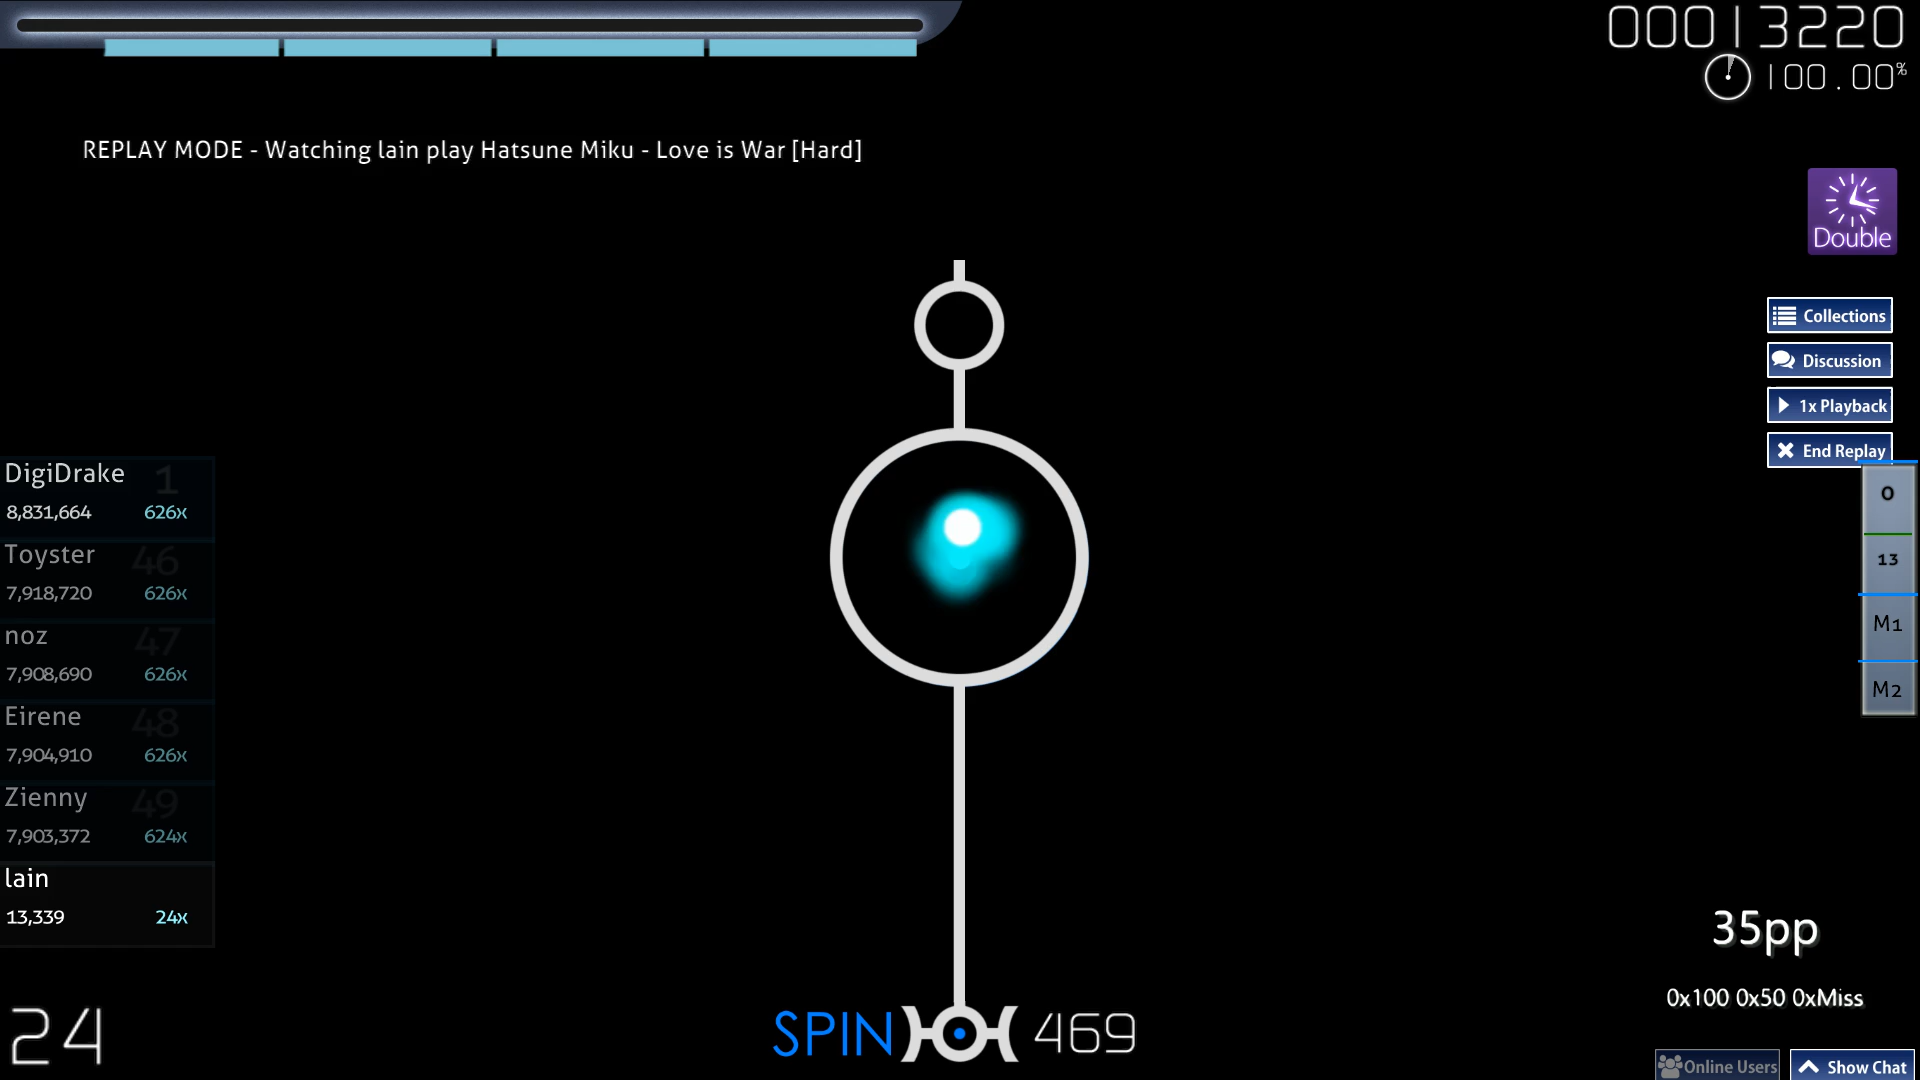 00013220
100.00%
REPLAY MODE - Watching lain play Hatsune Miku - Love is War [Hard]
Double
Collections
Discussion
1x Playback
End Replay
DigiDrake 1
8,831,664 626x
Toyster 46
7,918,720 626x
noz 47
7,908,690 626x
Eirene 48
7,904,910 626x
Zienny 49
7,903,372 624x
lain
13,339 24x
0
13
M1
M2
35pp
0x100 0x50 0xMiss
24
SPIN 469
Online Users
Show Chat